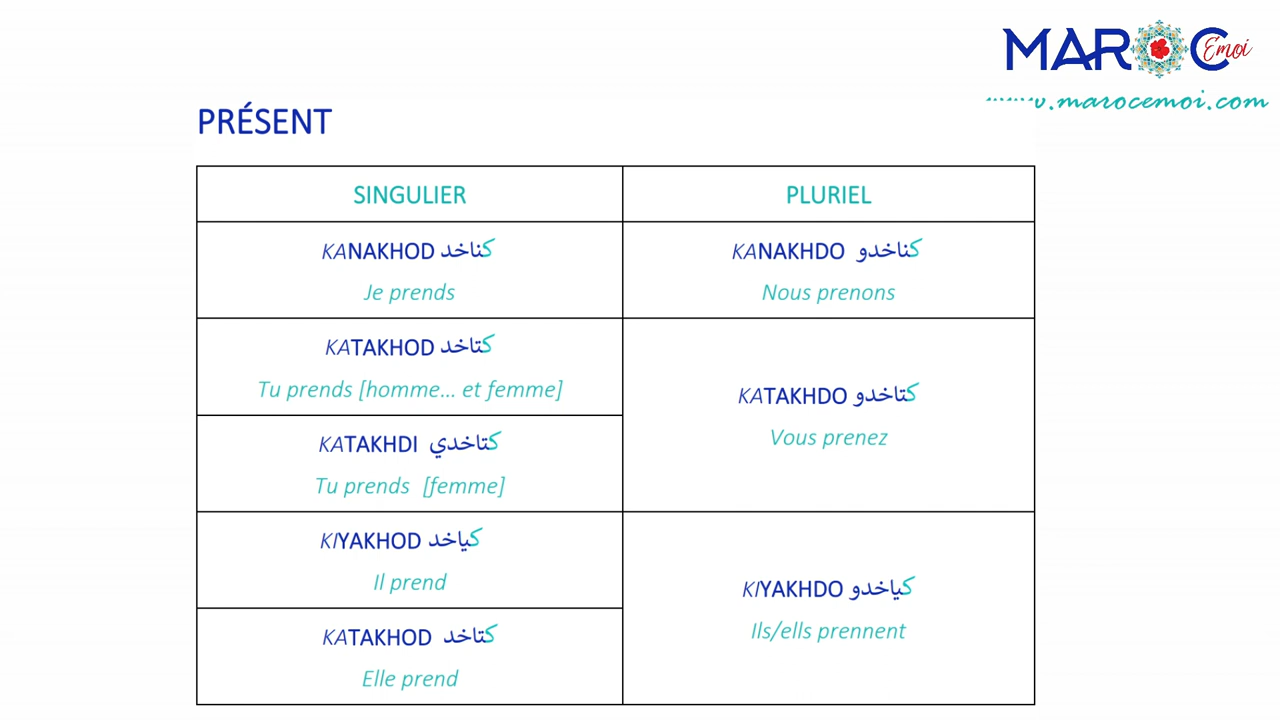 MAROC
Emoi
www.marocemoi.com
PRÉSENT
SINGULIER
PLURIEL
KANAKHOD كناخد
Je prends
KANAKHDO كناخدو
Nous prenons
KATAKHOD كتاخد
Tu prends [homme... et femme]
KATAKHDI كتاخدي
Tu prends [femme]
KATAKHDO كتاخدو
Vous prenez
KIYAKHOD كياخد
Il prend
KATAKHOD كتاخد
Elle prend
KIYAKHDO كياخدو
Ils/ells prennent